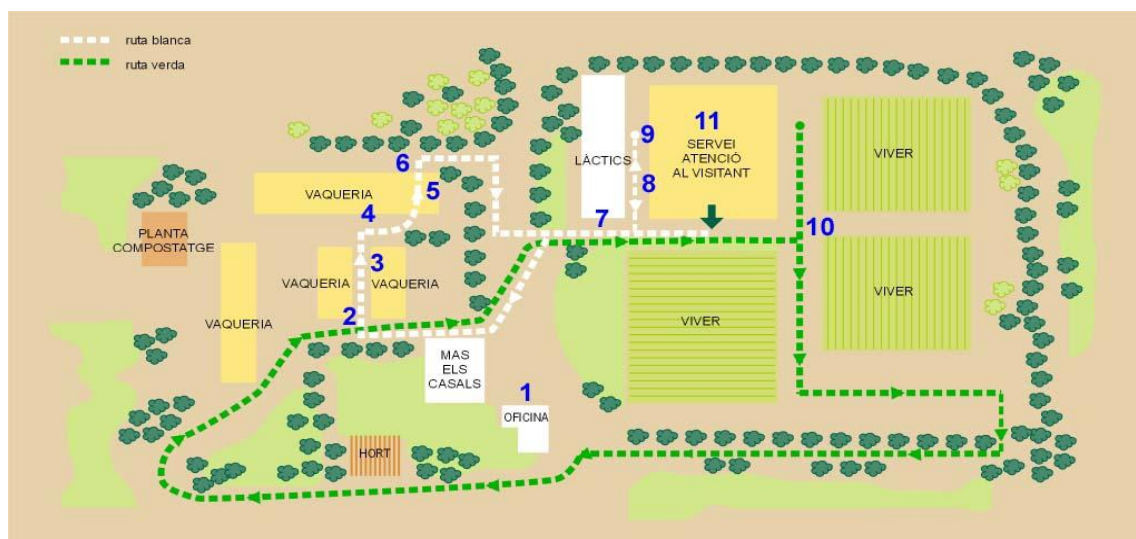 ruta blanca
ruta verda
11
SERVEI
ATENCIÓ
AL VISITANT
9
LÀCTICS
8
VIVER
6
5
VAQUERIA
4
7
10
PLANTA
COMPOSTATGE
3
VAQUERIA
VAQUERIA
VIVER
2
VAQUERIA
VIVER
MAS
ELS
CASALS
1
OFICINA
HORT